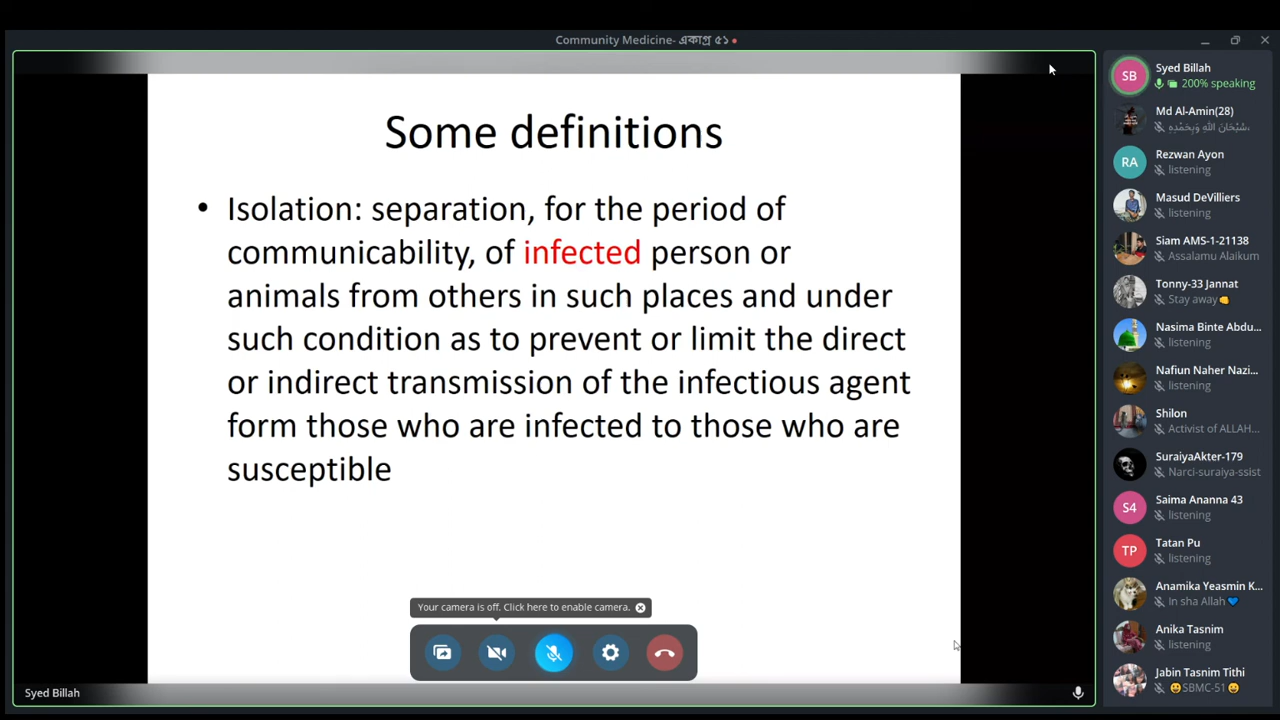 Community Medicine- একাগ্র ৫১
Some definitions
• Isolation: separation, for the period of
communicability, of infected person or
animals from others in such places and under
such condition as to prevent or limit the direct
or indirect transmission of the infectious agent
form those who are infected to those who are
susceptible
Your camera is off. Click here to enable camera.
Syed Billah
SB
Syed Billah
200% speaking
Md Al-Amin(28)
سُبْحَانَ اللَّهِ وَبِحَمْدِهِ،
RA
Rezwan Ayon
listening
Masud DeVilliers
listening
Siam AMS-1-21138
Assalamu Alaikum
Tonny-33 Jannat
Stay away👊
Nasima Binte Abdu...
listening
Nafiun Naher Nazi...
listening
Shilon
Activist of ALLAH...
SuraiyaAkter-179
Narci-suraiya-ssist
S4
Saima Ananna 43
listening
TP
Tatan Pu
listening
Anamika Yeasmin K...
In sha Allah💙
Anika Tasnim
listening
Jabin Tasnim Tithi
😀SBMC-51😀